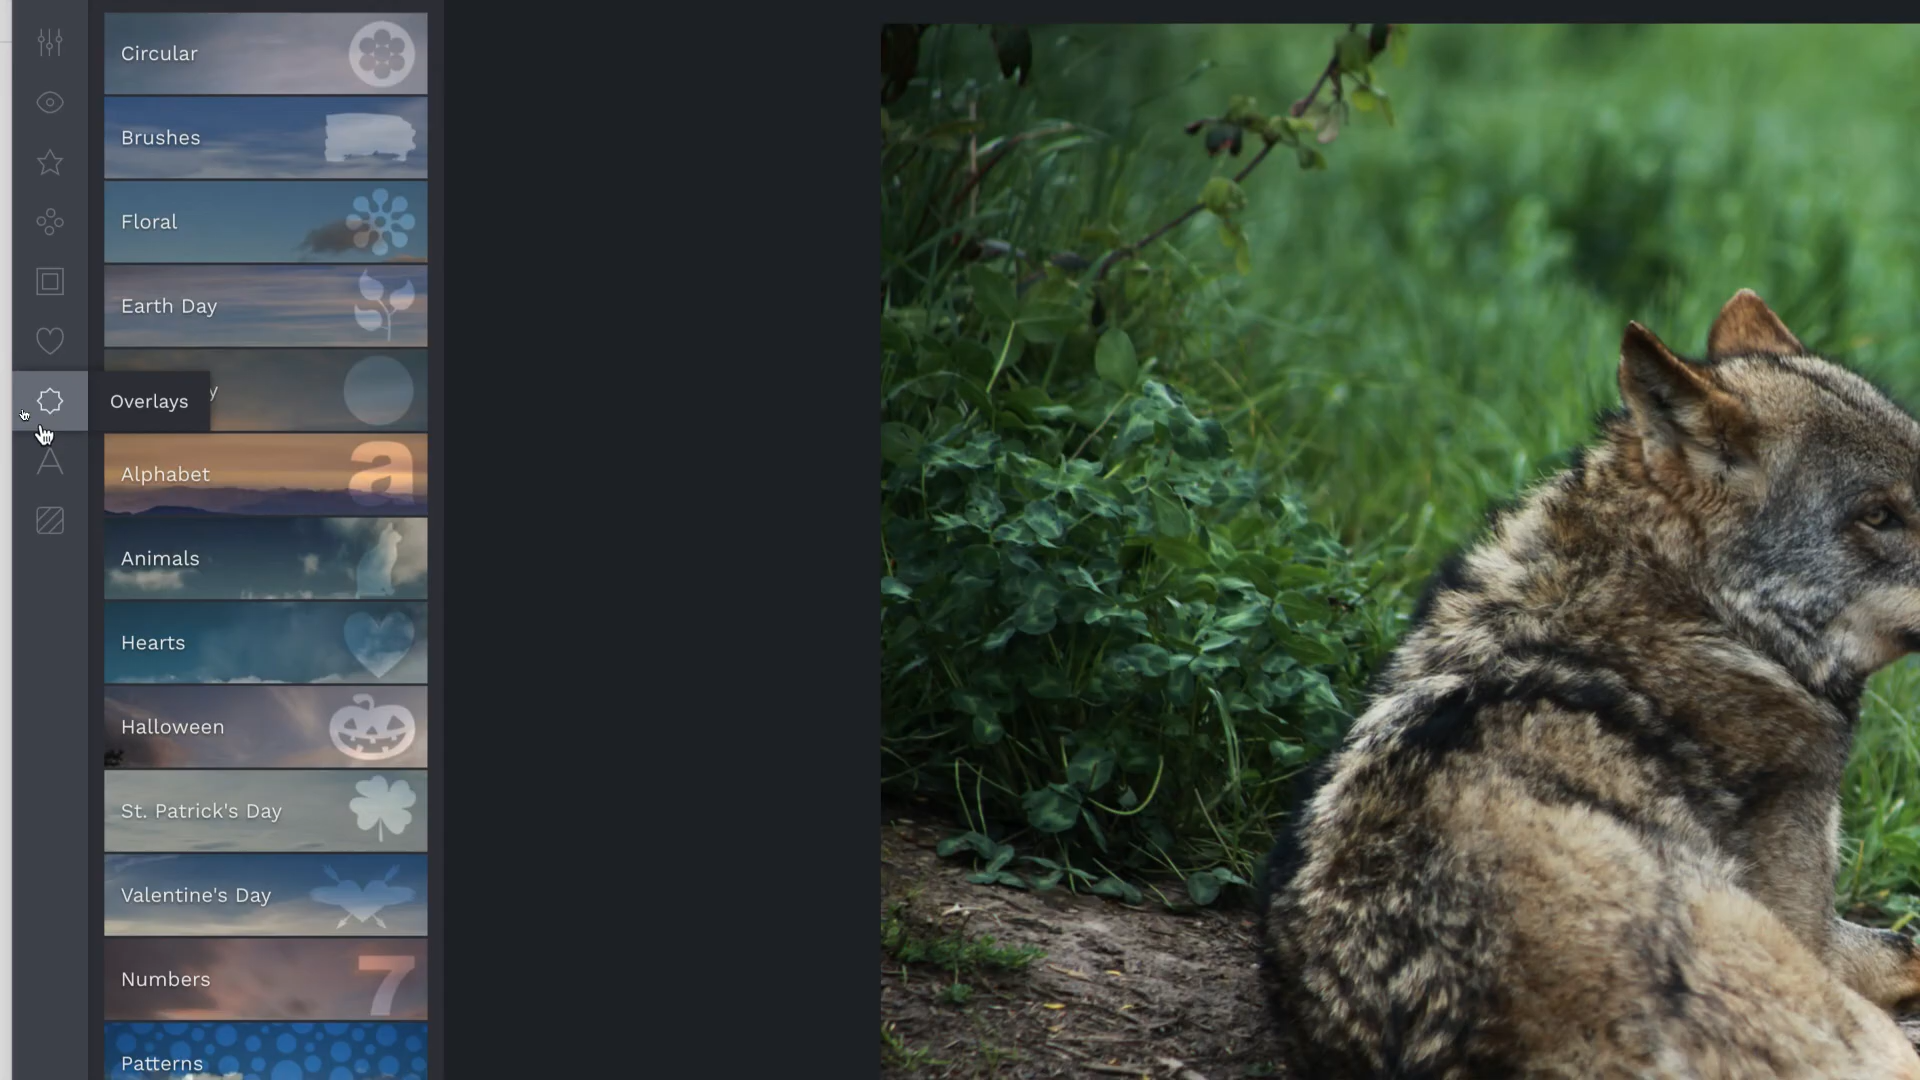 Circular
Brushes
Floral
Earth Day
Overlays
Alphabet
Animals
Hearts
Halloween
St. Patrick's Day
Valentine's Day
Numbers
Patterns